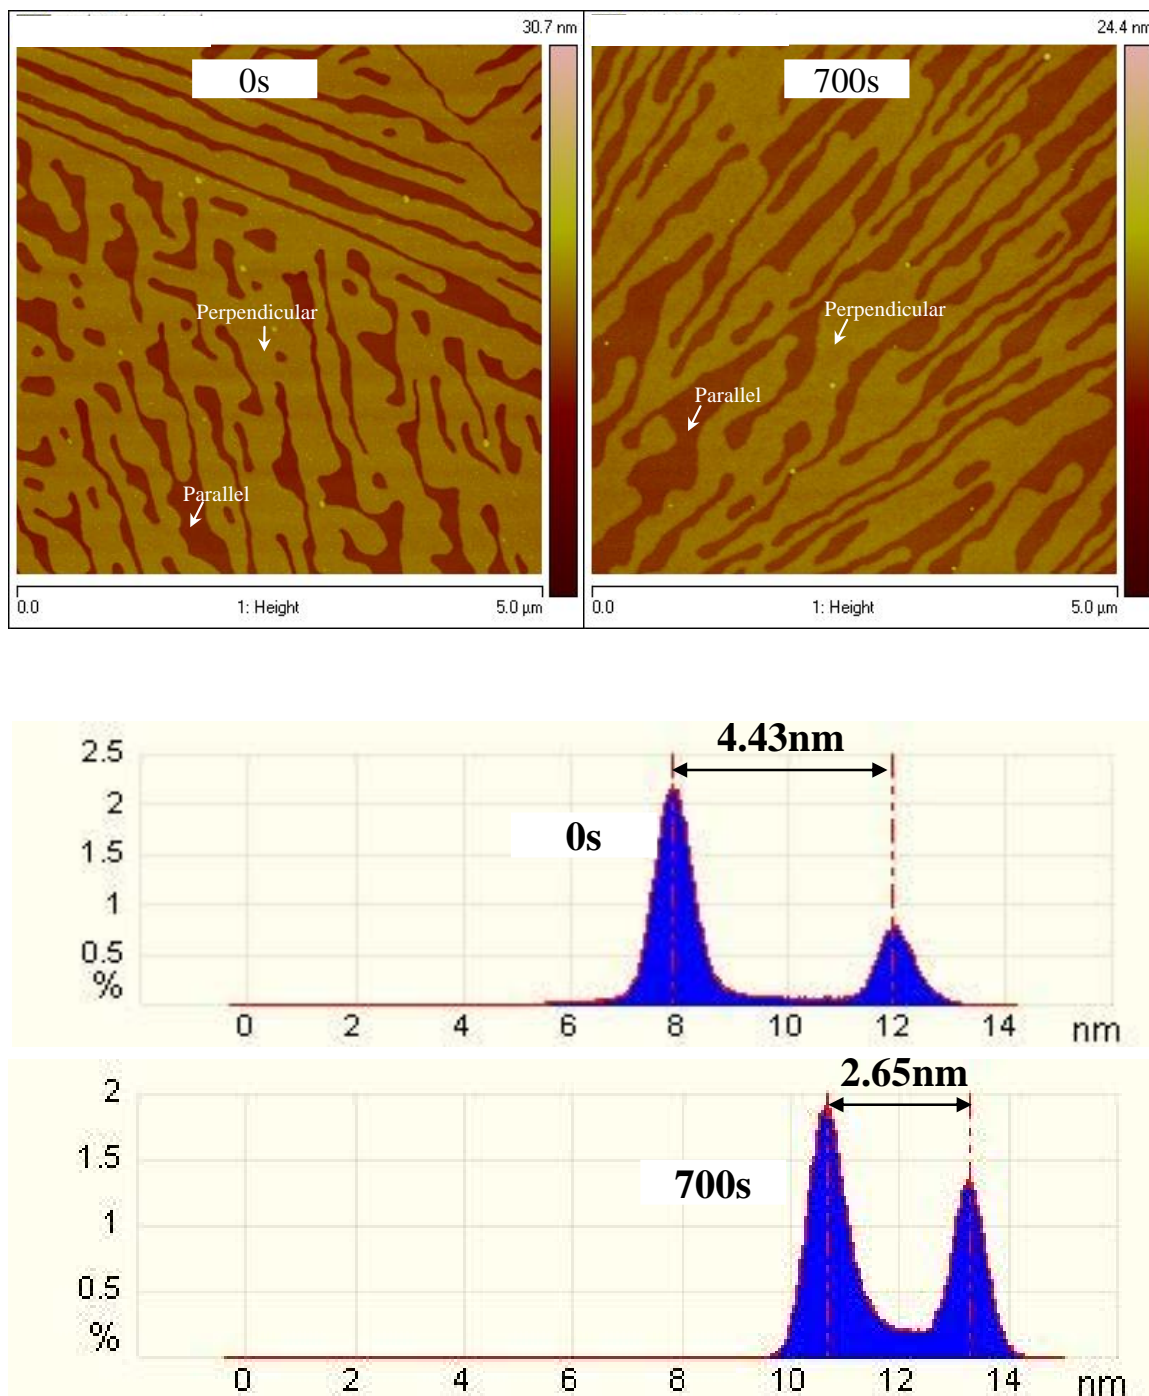 30.7 nm
24.4 nm
0s
700s
Perpendicular
Parallel
Perpendicular
Parallel
0.0 1: Height 5.0 µm
0.0 1: Height 5.0 µm
4.43nm
2.5
2
1.5
1
0.5
%
0s
0 2 4 6 8 10 12 14 nm
2.65nm
2
1.5
1
0.5
%
700s
0 2 4 6 8 10 12 14 nm